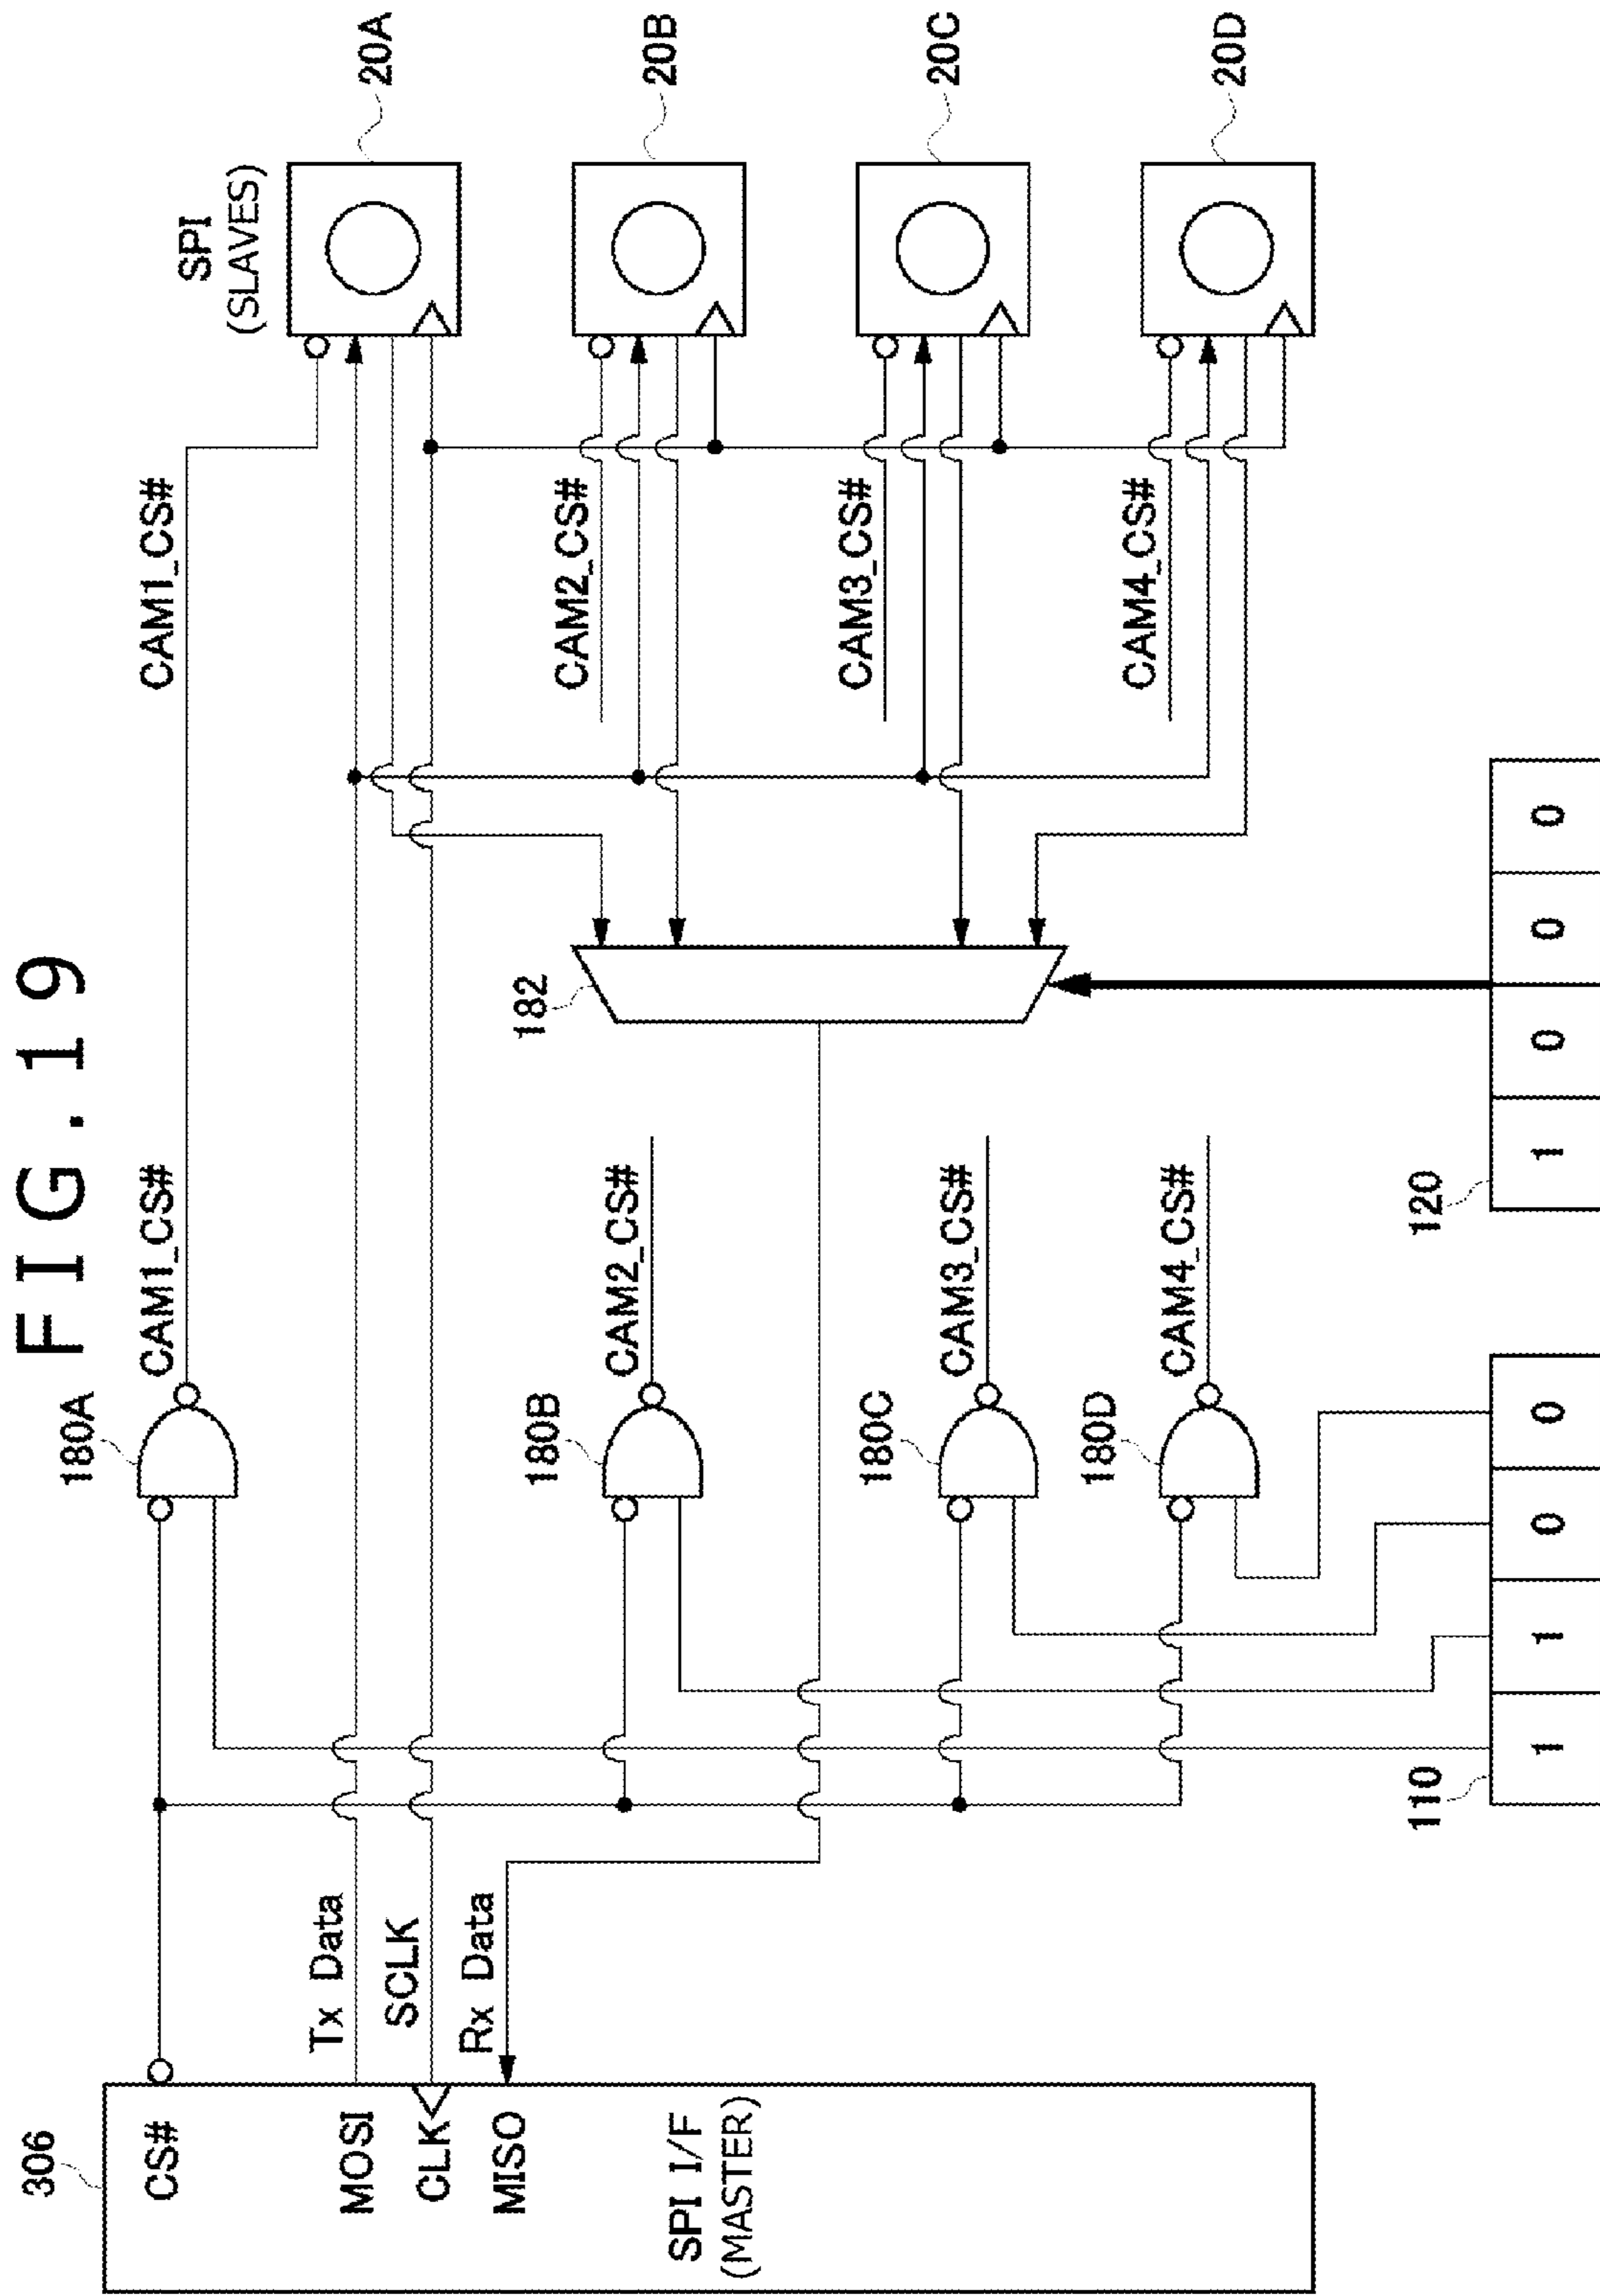 FIG.19
306
CS#
MOSI
CLK
MISO
SPI I/F
(MASTER)
Tx Data
SCLK
Rx Data
180A
CAM1_CS#
CAM1_CS#
180B
CAM2_CS#
180C
CAM3_CS#
180D
CAM4_CS#
182
CAM2_CS#
CAM3_CS#
CAM4_CS#
SPI
(SLAVES)
20A
20B
20C
20D
110
1 1 0 0
120
1 0 0 0